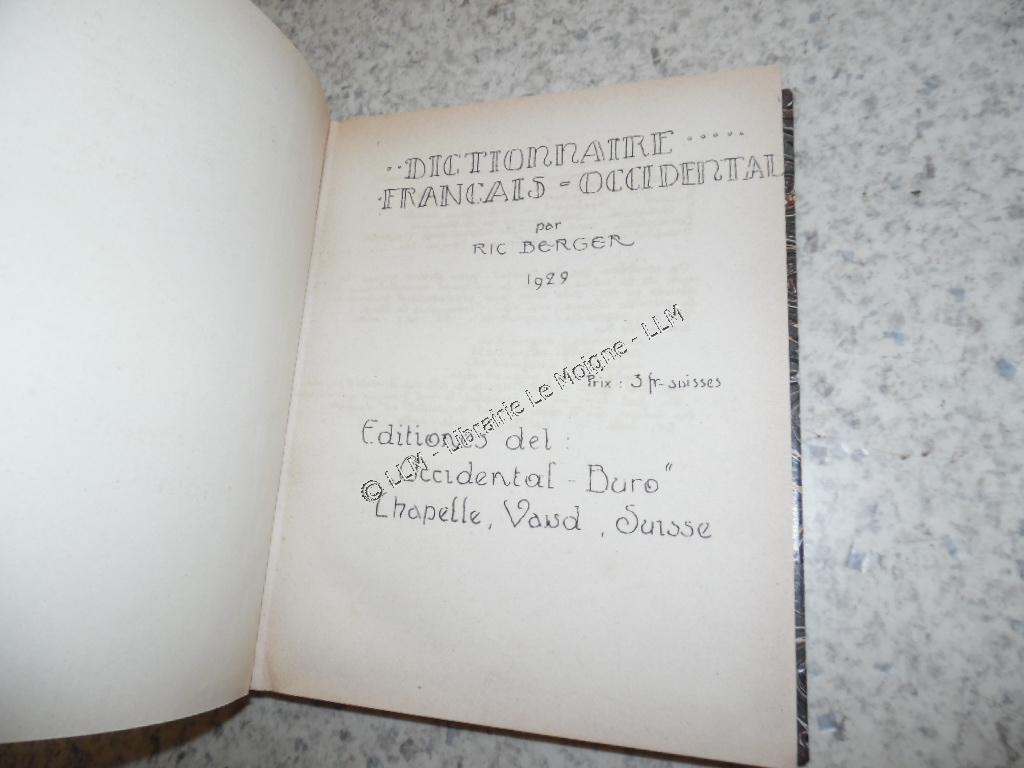 DICTIONNAIRE
FRANCAIS = OCCIDENTAL
par
RIC BERGER
1929
Prix : 3 fr- suisses
Editiones del :
"Occidental - Buro"
Chapelle, Vaud, Suisse
© LLM - Librairie Le Moigne - LLM